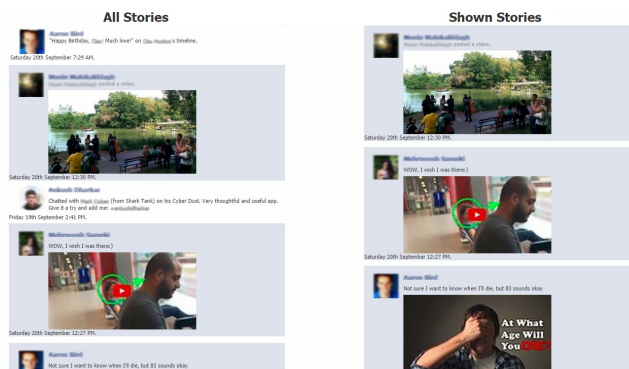 All Stories
"Happy Birthday, Much love!" on 's timeline.
Saturday 20th September 7:29 AM.
posted a video.
Saturday 20th September 12:30 PM.
Chatted with (from Shark Tank) on his Cyber Dust. Very thoughtful and useful app.
Give it a try and add me:
Friday 19th September 2:41 PM.
WOW, I wish I was there:)
Saturday 20th September 12:27 PM.
Not sure I want to know when I'll die, but 83 sounds okay
Shown Stories
posted a video.
Saturday 20th September 12:30 PM.
WOW, I wish I was there:)
Saturday 20th September 12:27 PM.
Not sure I want to know when I'll die, but 83 sounds okay
At What
Age Will
You DIE?